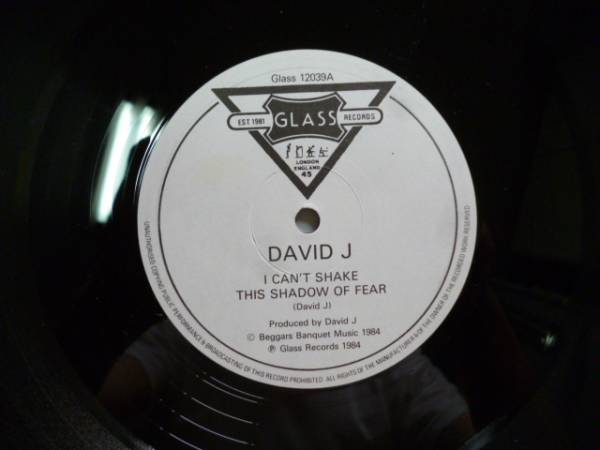 Glass 12039A
EST. 1981 GLASS RECORDS
LONDON
ENGLAND
45
DAVID J
I CAN'T SHAKE
THIS SHADOW OF FEAR
(David J)
Produced by David J
© Beggars Banquet Music 1984
℗ Glass Records 1984
UNAUTHORISED COPYING PUBLIC PERFORMANCE & BROADCASTING OF THIS RECORD PROHIBITED. ALL RIGHTS OF THE MANUFACTURER & OF THE OWNER OF THE RECORDED WORK RESERVED